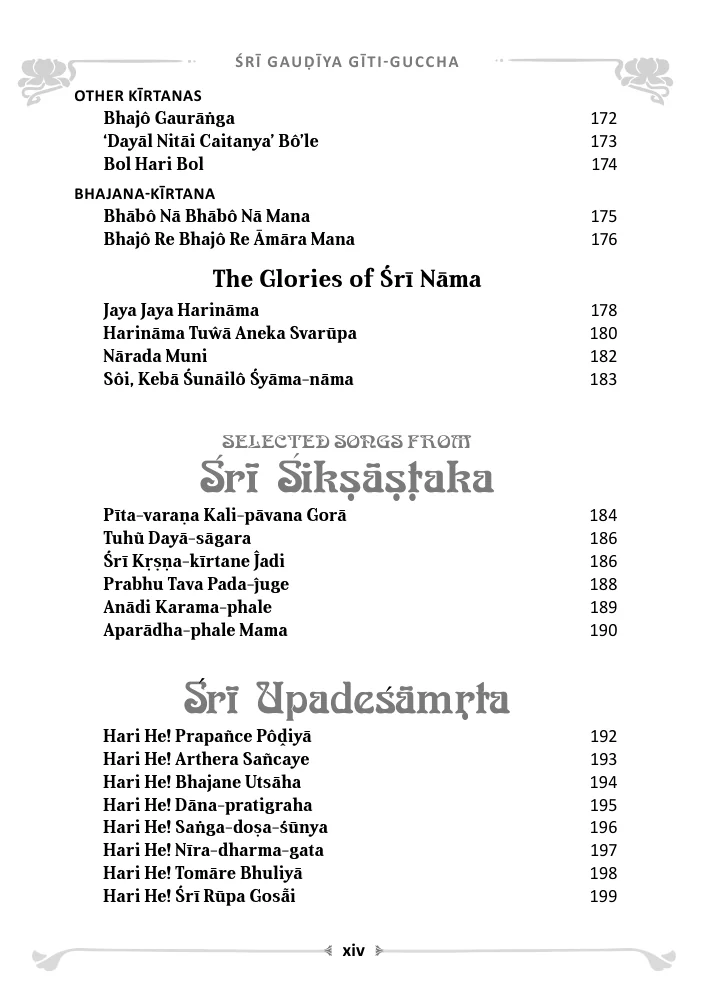 ŚRĪ GAUḌĪYA GĪTI-GUCCHA
OTHER KĪRTANAS
Bhajô Gaurāṅga 172
‘Dayāl Nitāi Caitanya’ Bô’le 173
Bol Hari Bol 174
BHAJANA-KĪRTANA
Bhābô Nā Bhābô Nā Mana 175
Bhajô Re Bhajô Re Āmāra Mana 176
The Glories of Śrī Nāma
Jaya Jaya Harināma 178
Harināma Tuŵā Aneka Svarūpa 180
Nārada Muni 182
Sôi, Kebā Śunāilô Śyāma-nāma 183
SELECTED SONGS FROM
Śrī Śikṣāṣṭaka
Pīta-varaṇa Kali-pāvana Gorā 184
Tuhũ Dayā-sāgara 186
Śrī Kṛṣṇa-kīrtane Ĵadi 186
Prabhu Tava Pada-ĵuge 188
Anādi Karama-phale 189
Aparādha-phale Mama 190
Śrī Upadeśāmṛta
Hari He! Prapañce Pôḓiyā 192
Hari He! Arthera Sañcaye 193
Hari He! Bhajane Utsāha 194
Hari He! Dāna-pratigraha 195
Hari He! Saṅga-doṣa-śūnya 196
Hari He! Nīra-dharma-gata 197
Hari He! Tomāre Bhuliyā 198
Hari He! Śrī Rūpa Gosā̃i 199
xiv